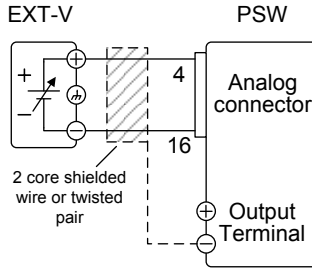 EXT-V
PSW
4
Analog
connector
16
2 core shielded
wire or twisted
pair
Output
Terminal